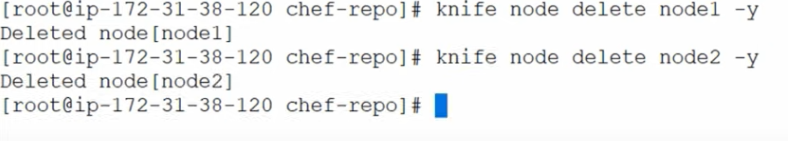 [root@ip-172-31-38-120 chef-repo]# knife node delete node1 -y
Deleted node[node1]
[root@ip-172-31-38-120 chef-repo]# knife node delete node2 -y
Deleted node[node2]
[root@ip-172-31-38-120 chef-repo]#